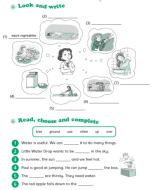 Look and write
(1)
(2)
(3)
wash vegetables
(4)
(5)
(6)
(7)
Read, choose and complete
tree ground use other up over
1 Water is useful. We can ______ it to do many things.
2 Little Water Drop wants to be ______ in the sky.
3 In summer, the sun ______ and we feel hot.
4 Paul is good at jumping. He can jump ______ the box.
5 The ______ are thirsty. They need water.
6 The red apple falls down to the ______.